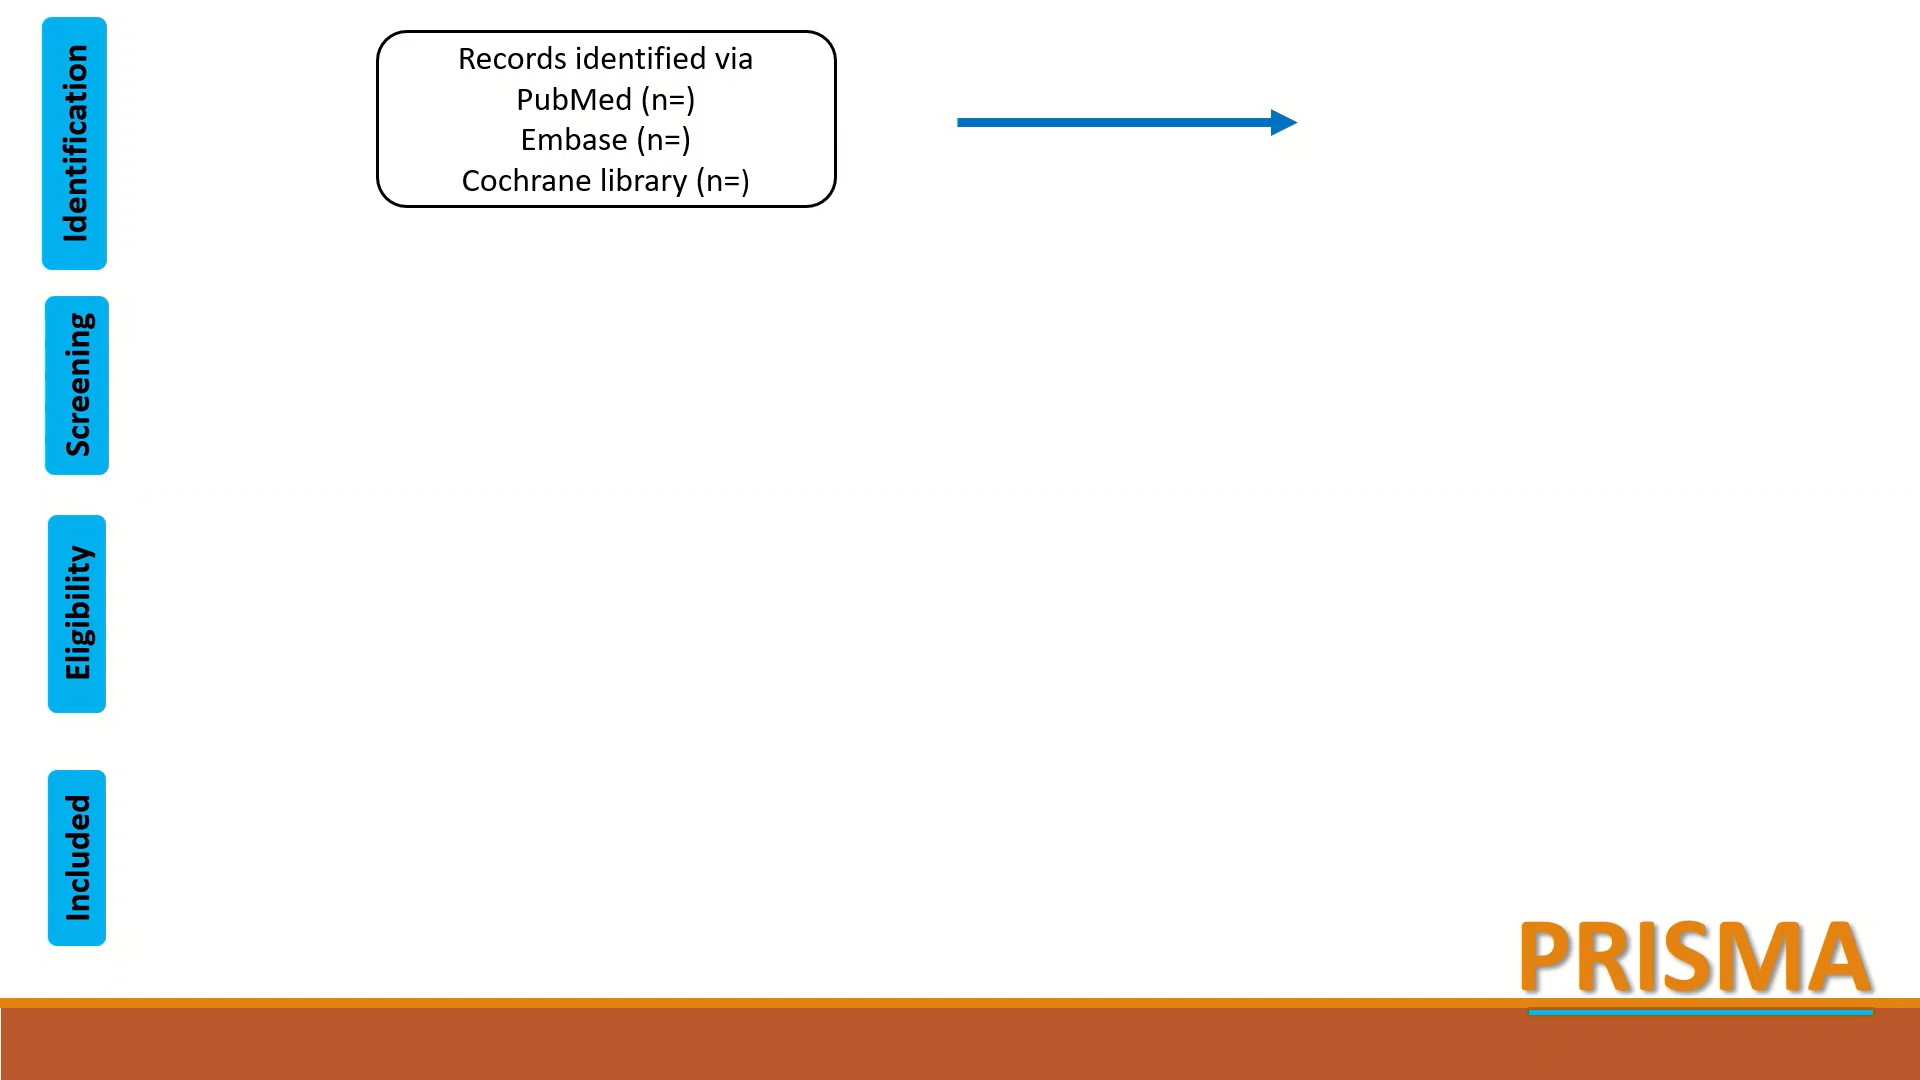 Identification
Records identified via
PubMed (n=)
Embase (n=)
Cochrane library (n=)
Screening
Eligibility
Included
PRISMA